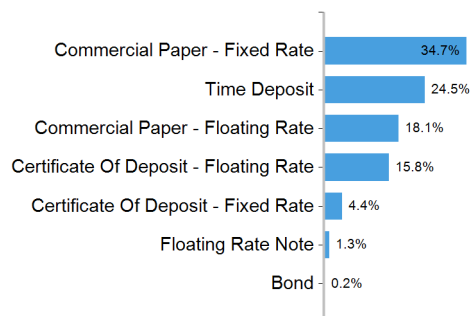 Commercial Paper - Fixed Rate 34.7%
Time Deposit 24.5%
Commercial Paper - Floating Rate 18.1%
Certificate Of Deposit - Floating Rate 15.8%
Certificate Of Deposit - Fixed Rate 4.4%
Floating Rate Note 1.3%
Bond 0.2%